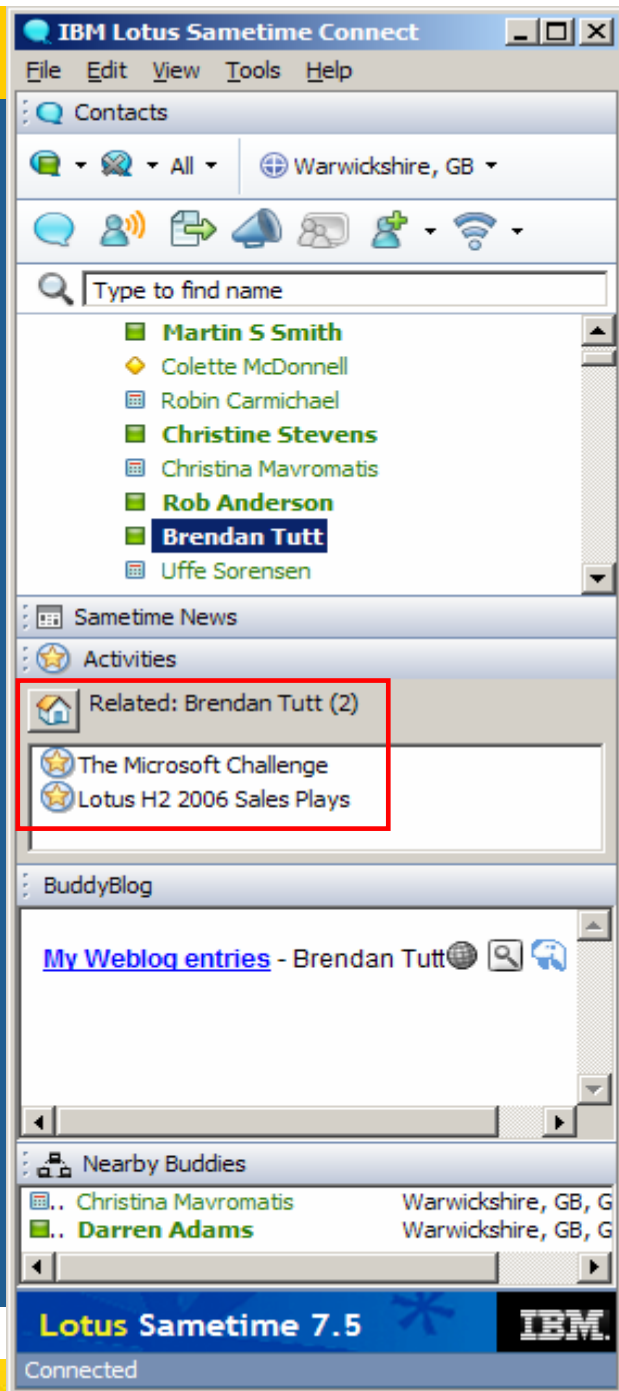 IBM Lotus Sametime Connect
File Edit View Tools Help
Contacts
All Warwickshire, GB
Type to find name
Martin S Smith
Colette McDonnell
Robin Carmichael
Christine Stevens
Christina Mavromatis
Rob Anderson
Brendan Tutt
Uffe Sorensen
Sametime News
Activities
Related: Brendan Tutt (2)
The Microsoft Challenge
Lotus H2 2006 Sales Plays
BuddyBlog
My Weblog entries - Brendan Tutt
Nearby Buddies
.. Christina Mavromatis Warwickshire, GB, G
.. Darren Adams Warwickshire, GB, G
Lotus Sametime 7.5 IBM.
Connected